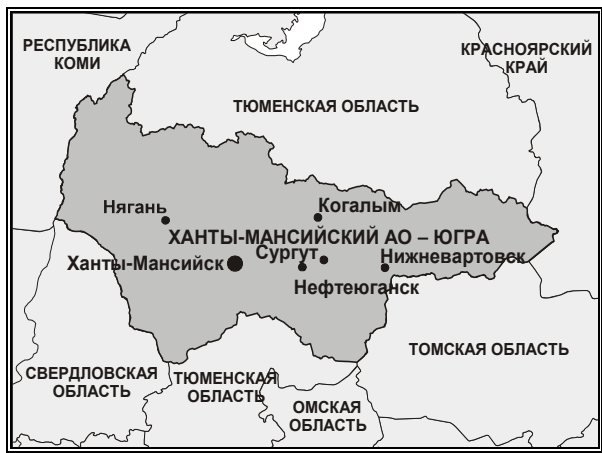 РЕСПУБЛИКА
КОМИ
КРАСНОЯРСКИЙ
КРАЙ
ТЮМЕНСКАЯ ОБЛАСТЬ
Нягань
Когалым
ХАНТЫ-МАНСИЙСКИЙ АО – ЮГРА
Ханты-Мансийск
Сургут
Нижневартовск
Нефтеюганск
ТОМСКАЯ ОБЛАСТЬ
СВЕРДЛОВСКАЯ
ОБЛАСТЬ
ТЮМЕНСКАЯ
ОБЛАСТЬ
ОМСКАЯ
ОБЛАСТЬ